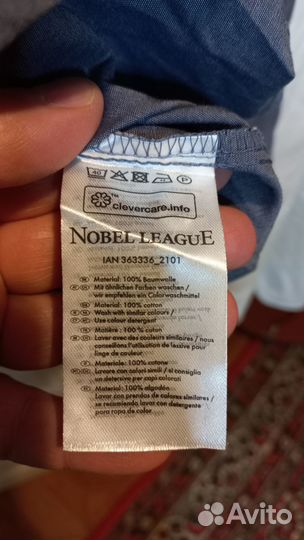 40 P
clevercare.info
NOBEL LEAGUE
IAN 363336_2101
Material: 100% Baumwolle
Mit ähnlichen Farben waschen /
wir empfehlen ein Colorwaschmittel
Material: 100% cotton
Wash with similar colours /
Use colour detergent
Matière : 100% coton
Laver avec des couleurs similaires / nous
conseillons l'utilisation de lessive pour
linge de couleur
Materiale: 100% cotone
Lavare con colori simili / si consiglia
un detersivo per capi colorati
Material: 100% algodón
Lavar con prendas de colores similares /
se recomienda lavar con detergente
para ropa de color
Avito